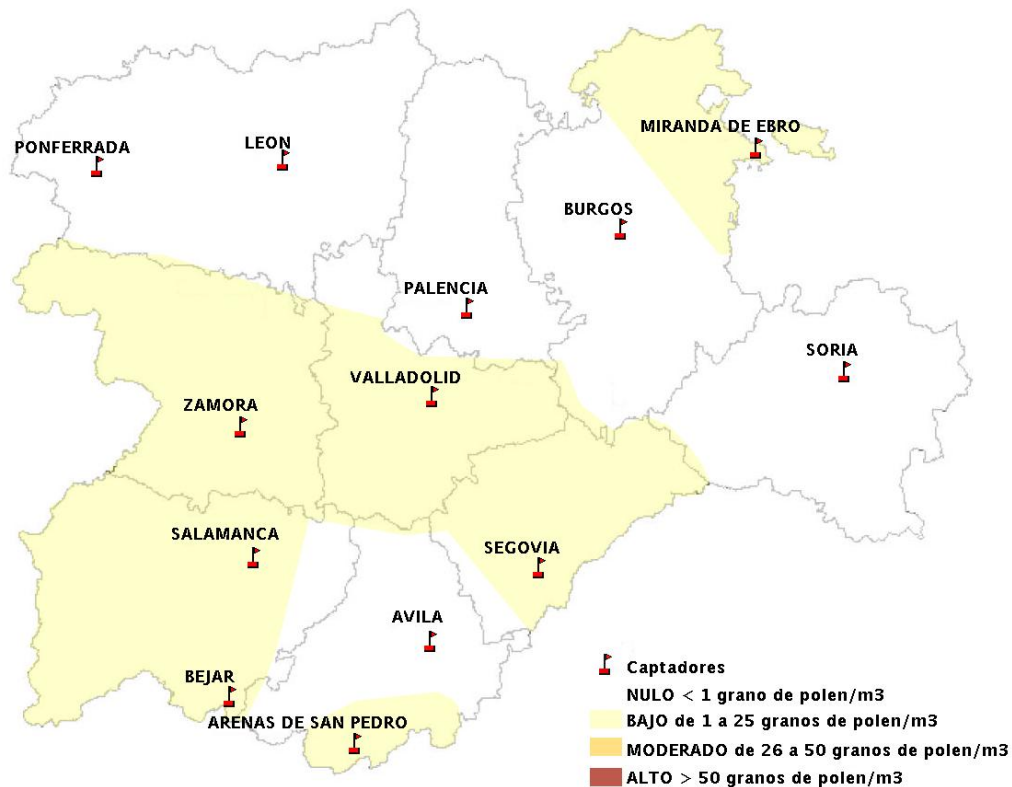 MIRANDA DE EBRO
PONFERRADA
LEON
BURGOS
PALENCIA
SORIA
VALLADOLID
ZAMORA
SALAMANCA
SEGOVIA
AVILA
BEJAR
ARENAS DE SAN PEDRO
Captadores
NULO < 1 grano de polen/m3
BAJO de 1 a 25 granos de polen/m3
MODERADO de 26 a 50 granos de polen/m3
ALTO > 50 granos de polen/m3